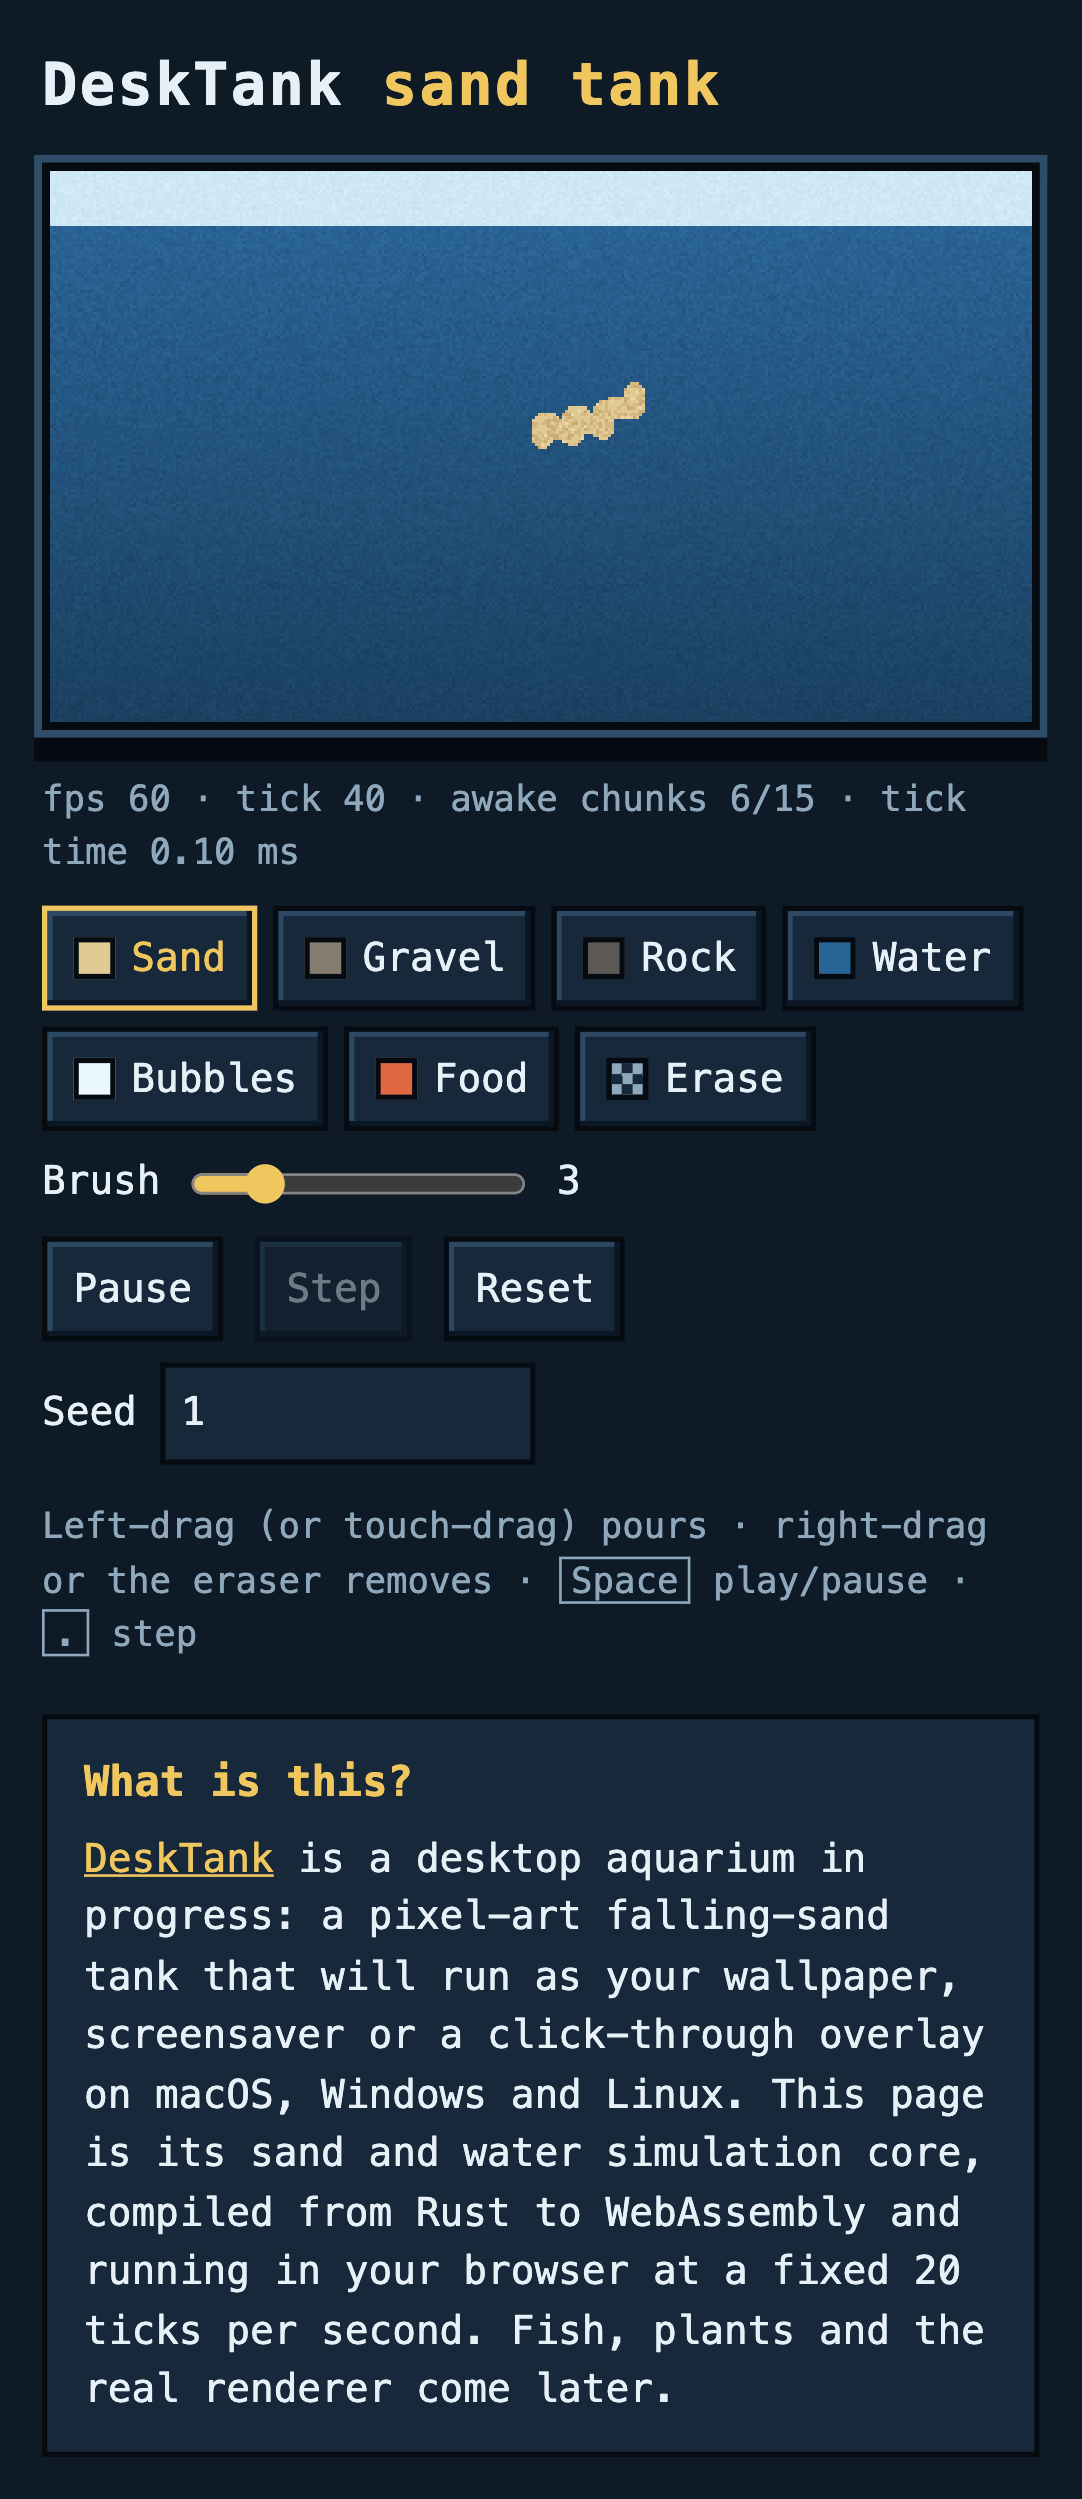 DeskTank sand tank
fps 60 · tick 40 · awake chunks 6/15 · tick
time 0.10 ms
Sand Gravel Rock Water
Bubbles Food Erase
Brush 3
Pause Step Reset
Seed 1
Left-drag (or touch-drag) pours · right-drag
or the eraser removes · Space play/pause ·
. step
What is this?
DeskTank is a desktop aquarium in
progress: a pixel-art falling-sand
tank that will run as your wallpaper,
screensaver or a click-through overlay
on macOS, Windows and Linux. This page
is its sand and water simulation core,
compiled from Rust to WebAssembly and
running in your browser at a fixed 20
ticks per second. Fish, plants and the
real renderer come later.